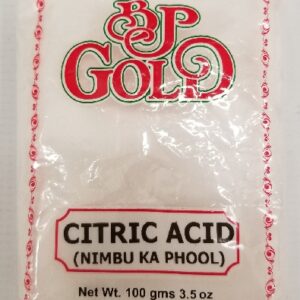 BJP
GOLD
CITRIC ACID
(NIMBU KA PHOOL)
Net Wt. 100 gms 3.5 oz